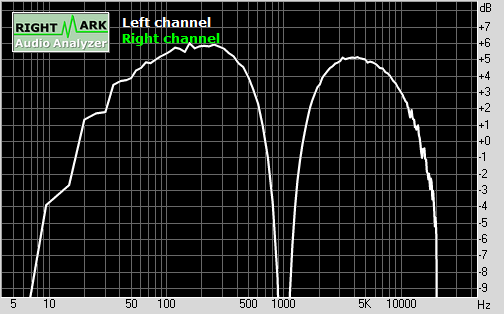 RIGHT MARK
Audio Analyzer
Left channel
Right channel
dB
+7
+6
+5
+4
+3
+2
+1
+0
-1
-2
-3
-4
-5
-6
-7
-8
-9
5 10 50 100 500 1000 5K 10000 Hz